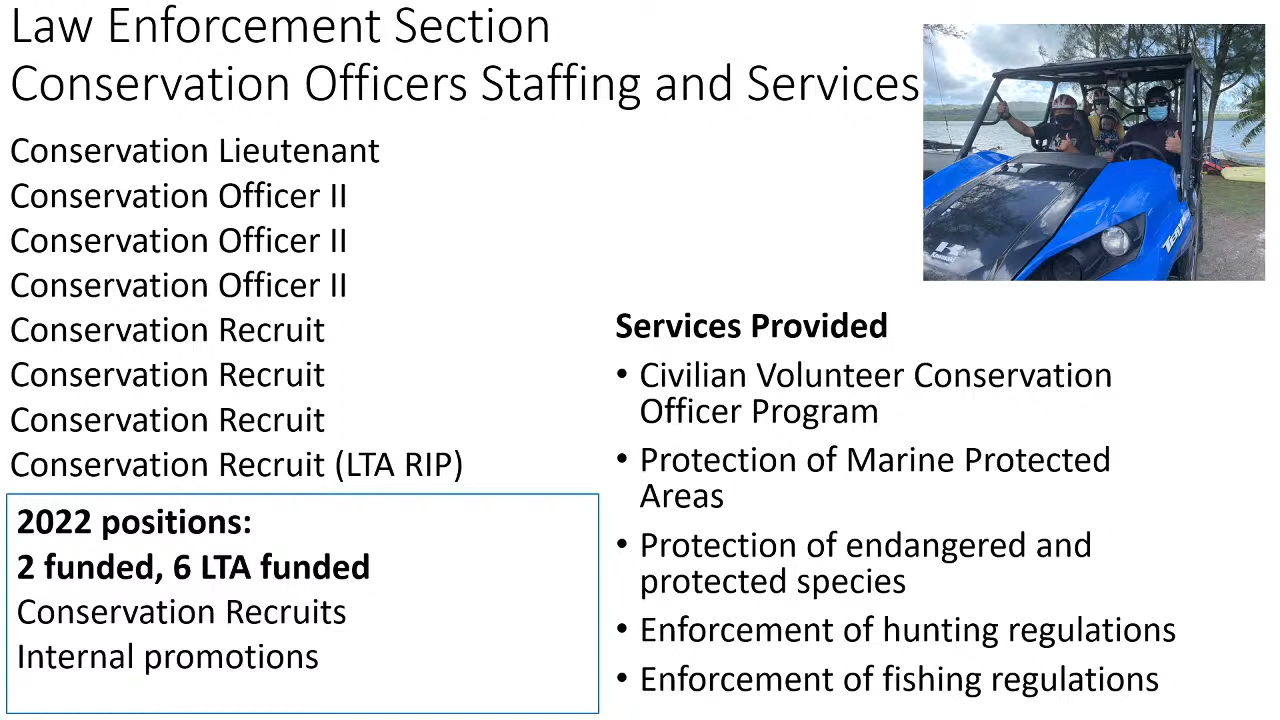 Law Enforcement Section
Conservation Officers Staffing and Services
Conservation Lieutenant
Conservation Officer II
Conservation Officer II
Conservation Officer II
Conservation Recruit
Conservation Recruit
Conservation Recruit
Conservation Recruit (LTA RIP)
2022 positions:
2 funded, 6 LTA funded
Conservation Recruits
Internal promotions
Services Provided
• Civilian Volunteer Conservation
Officer Program
• Protection of Marine Protected
Areas
• Protection of endangered and
protected species
• Enforcement of hunting regulations
• Enforcement of fishing regulations
Kawasaki